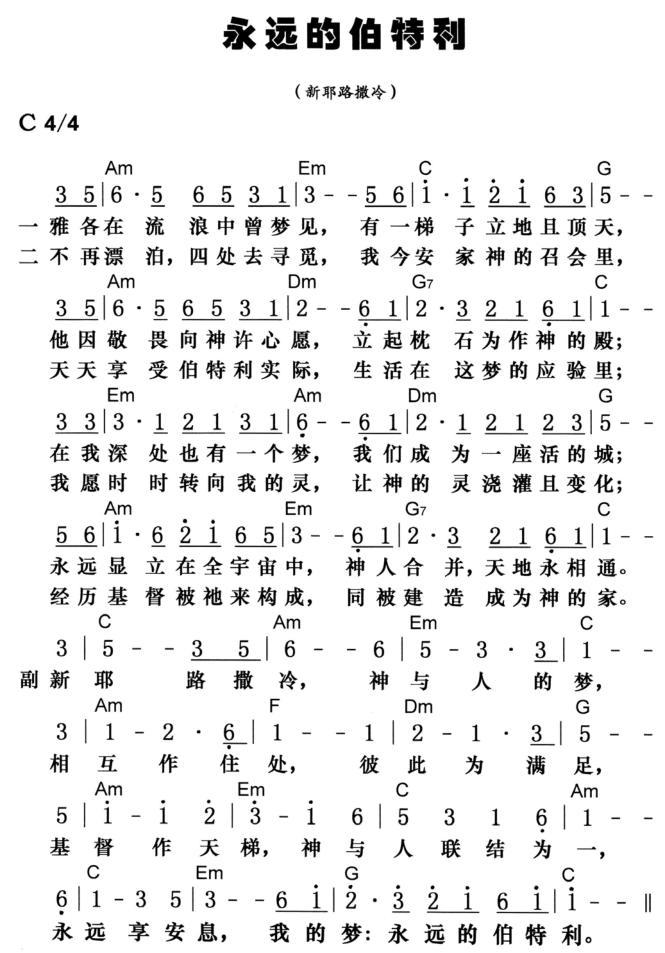 永远的伯特利
（新耶路撒冷）
C 4/4
Am Em C G
3 5|6·5 6 5 3 1|3--5 6|i·i 2 i 6 3|5--
一雅各在流浪中曾梦见，有一梯子立地且顶天，
二不再漂泊，四处去寻觅，我今安家神的召会里，
Am Dm G7 C
3 5|6·5 6 5 3 1|2--6 1|2·3 2 1 6 1|1--
他因敬畏向神许心愿，立起枕石为作神的殿；
天天享受伯特利实际，生活在这梦的应验里；
Em Am Dm G
3 3|3·1 2 1 3 1|6--6 1|2·1 2 1 2 3|5--
在我深处也有一个梦，我们成为一座活的城；
我愿时时转向我的灵，让神的灵浇灌且变化；
Am Em G7 C
5 6|i·6 2 i 6 5|3--6 1|2·3 2 1 6 1|1--
永远显立在全宇宙中，神人合并，天地永相通。
经历基督被祂来构成，同被建造成为神的家。
C Am Em C
3|5--3 5|6--6|5-3·3|1--
副新耶路撒冷，神与人的梦，
Am F Dm G
3|1-2·6|1--1|2-1·3|5--
相互作住处，彼此为满足，
Am Em C Am
5|i-i 2|3-i 6|5 3 1 6|1--
基督作天梯，神与人联结为一，
C Em G C
6|1-3 5|3--6 i|2·3 2 i 6 i|i--‖
永远享安息，我的梦：永远的伯特利。